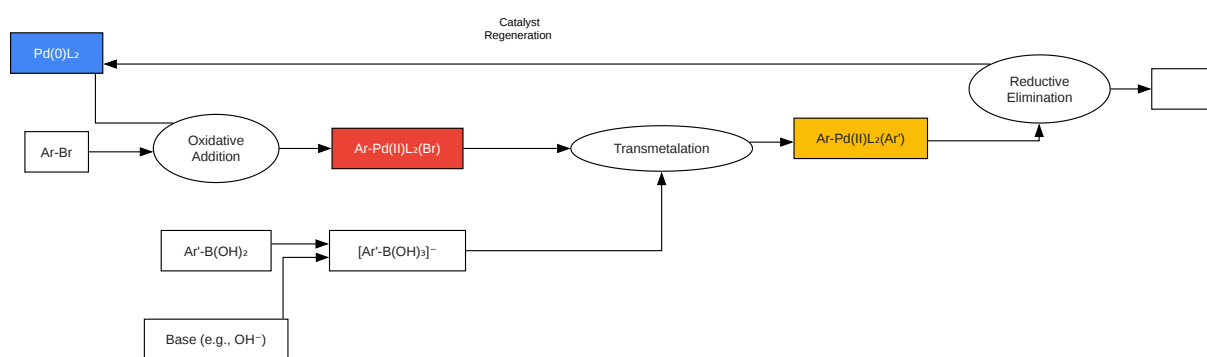 Catalyst
Regeneration
Pd(0)L₂
Reductive
Elimination
Ar-Br
Oxidative
Addition
Ar-Pd(II)L₂(Br)
Transmetalation
Ar-Pd(II)L₂(Ar')
Ar'-B(OH)₂
[Ar'-B(OH)₃]⁻
Base (e.g., OH⁻)